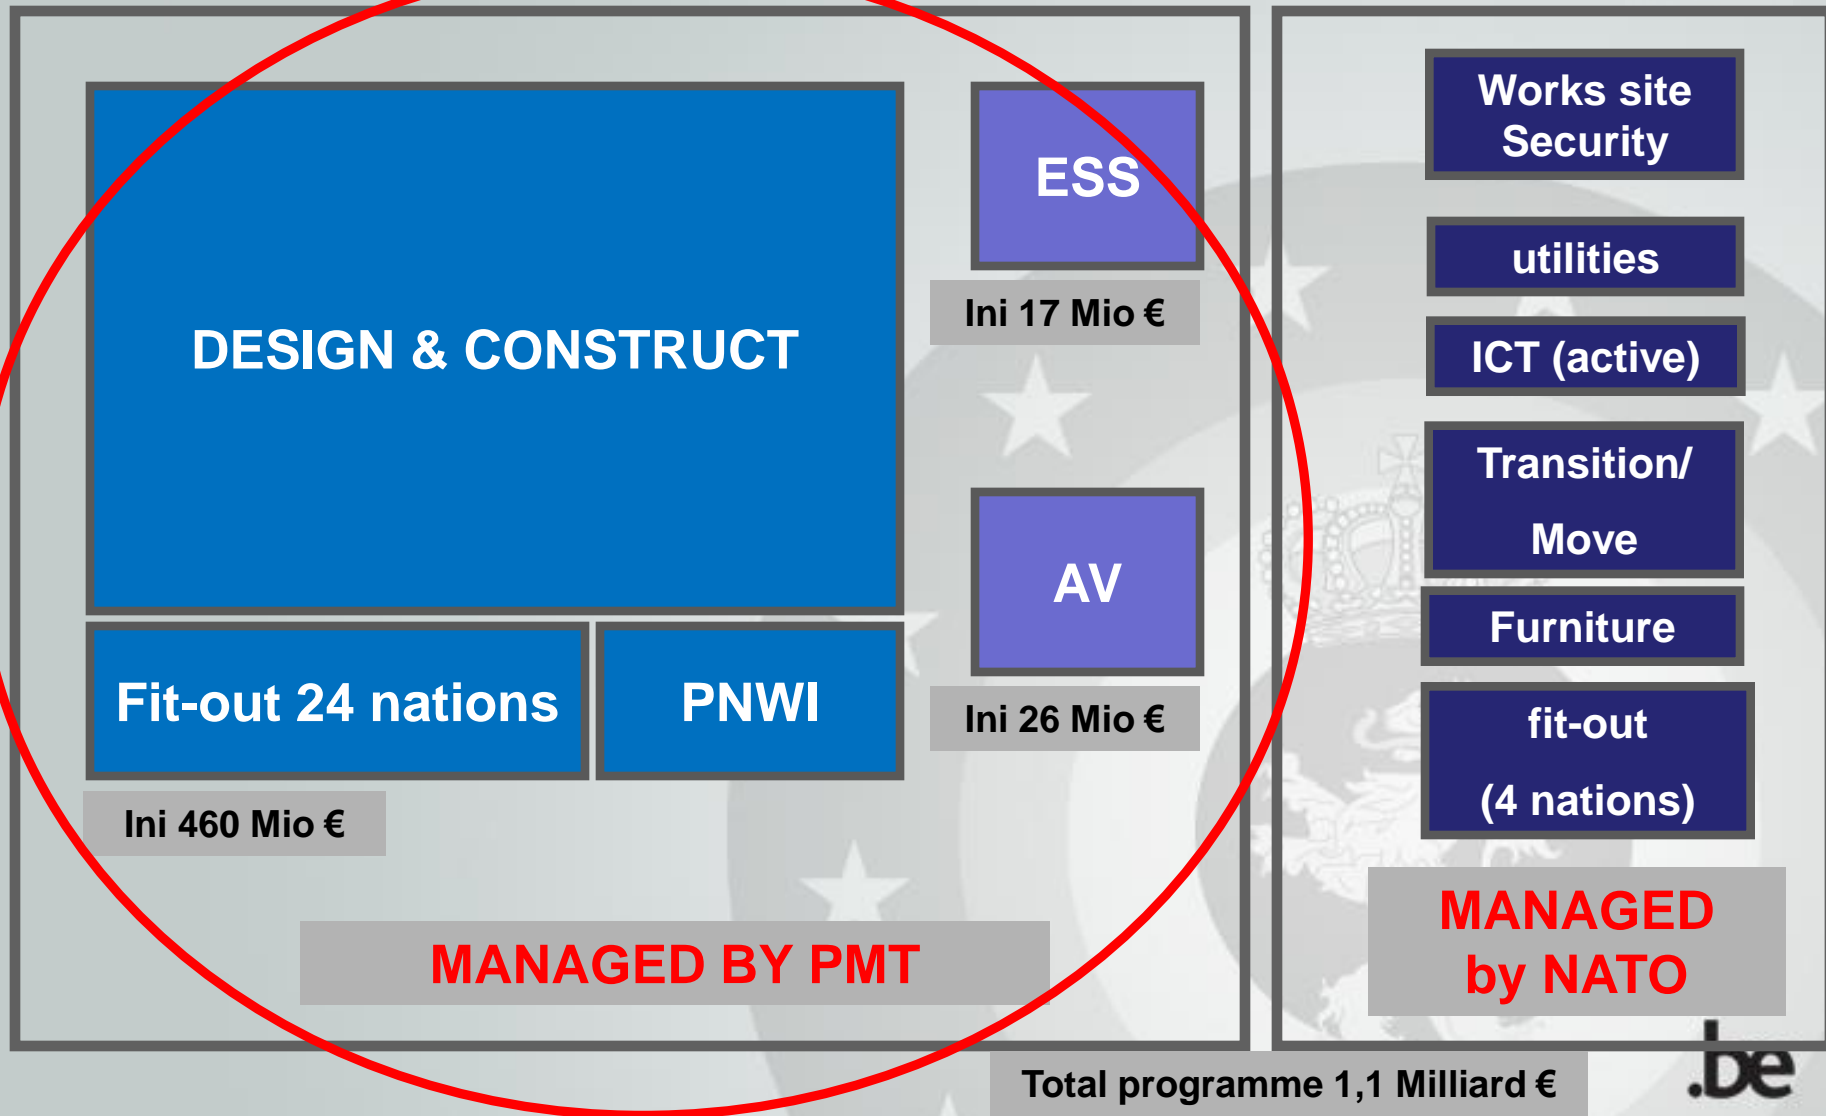 DESIGN & CONSTRUCT
Fit-out 24 nations
PNWI
Ini 460 Mio €
ESS
Ini 17 Mio €
AV
Ini 26 Mio €
MANAGED BY PMT
Works site
Security
utilities
ICT (active)
Transition/
Move
Furniture
fit-out
(4 nations)
MANAGED
by NATO
Total programme 1,1 Milliard €
.be